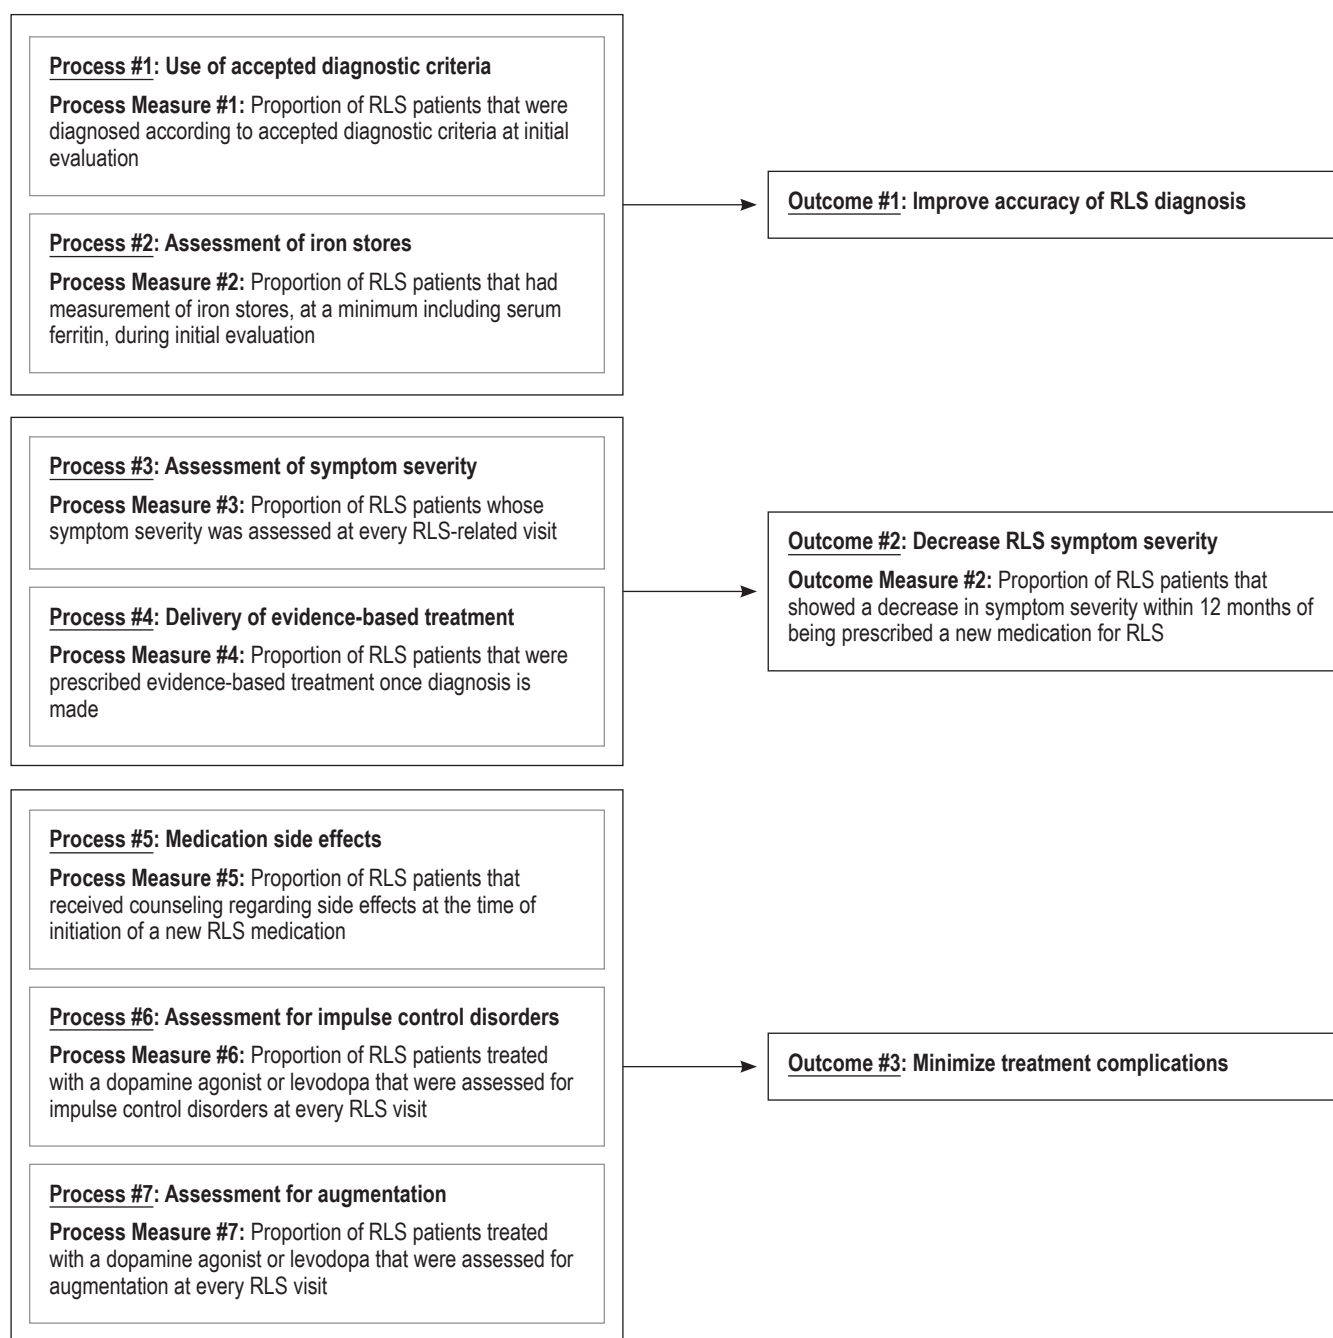 Process #1: Use of accepted diagnostic criteria
Process Measure #1: Proportion of RLS patients that were
diagnosed according to accepted diagnostic criteria at initial
evaluation
Process #2: Assessment of iron stores
Process Measure #2: Proportion of RLS patients that had
measurement of iron stores, at a minimum including serum
ferritin, during initial evaluation
Outcome #1: Improve accuracy of RLS diagnosis
Process #3: Assessment of symptom severity
Process Measure #3: Proportion of RLS patients whose
symptom severity was assessed at every RLS-related visit
Process #4: Delivery of evidence-based treatment
Process Measure #4: Proportion of RLS patients that were
prescribed evidence-based treatment once diagnosis is
made
Outcome #2: Decrease RLS symptom severity
Outcome Measure #2: Proportion of RLS patients that
showed a decrease in symptom severity within 12 months of
being prescribed a new medication for RLS
Process #5: Medication side effects
Process Measure #5: Proportion of RLS patients that
received counseling regarding side effects at the time of
initiation of a new RLS medication
Process #6: Assessment for impulse control disorders
Process Measure #6: Proportion of RLS patients treated
with a dopamine agonist or levodopa that were assessed for
impulse control disorders at every RLS visit
Process #7: Assessment for augmentation
Process Measure #7: Proportion of RLS patients treated
with a dopamine agonist or levodopa that were assessed for
augmentation at every RLS visit
Outcome #3: Minimize treatment complications